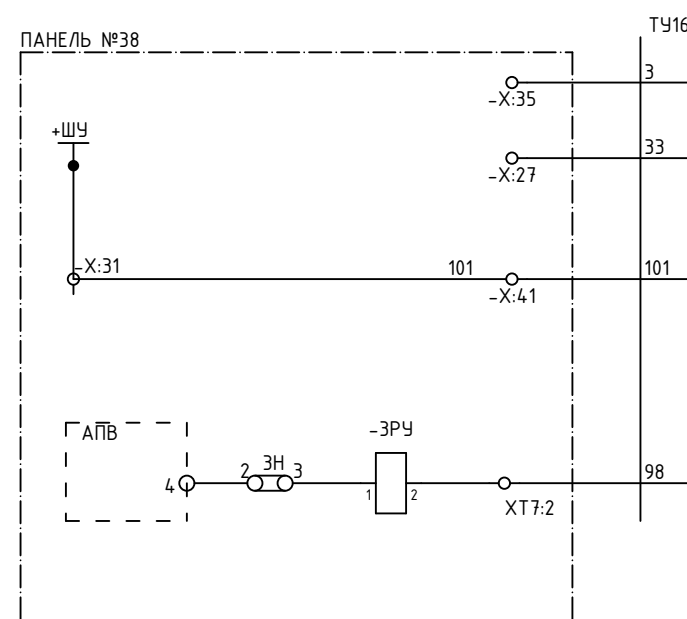 ТУ16
ПАНЕЛЬ №38
3
-X:35
+ШУ
33
-X:27
-X:31
101
101
-X:41
АПВ
-3РУ
4
2 3Н 3
1
2
98
XT7:2